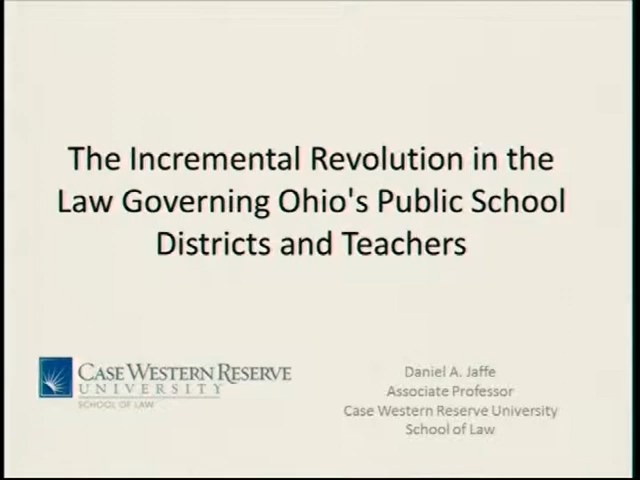 The Incremental Revolution in the
Law Governing Ohio's Public School
Districts and Teachers
CASE WESTERN RESERVE
UNIVERSITY
SCHOOL OF LAW
Daniel A. Jaffe
Associate Professor
Case Western Reserve University
School of Law